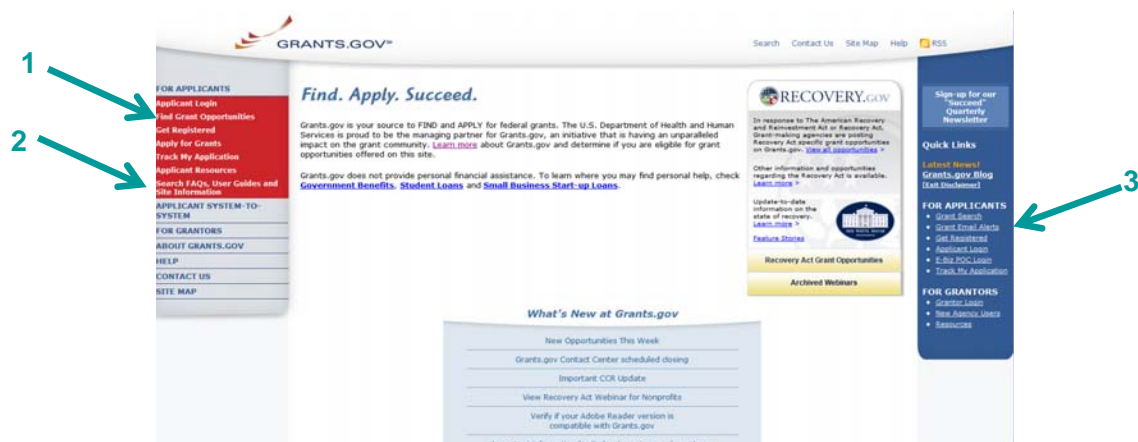 1
2
3
GRANTS.GOV℠
Search Contact Us Site Map Help RSS
FOR APPLICANTS
Applicant Login
Find Grant Opportunities
Get Registered
Apply for Grants
Track My Application
Applicant Resources
Search FAQs, User Guides and
Site Information
APPLICANT SYSTEM-TO-
SYSTEM
FOR GRANTORS
ABOUT GRANTS.GOV
HELP
CONTACT US
SITE MAP
Find. Apply. Succeed.
Grants.gov is your source to FIND and APPLY for federal grants. The U.S. Department of Health and Human
Services is proud to be the managing partner for Grants.gov, an initiative that is having an unparalleled
impact on the grant community. Learn more about Grants.gov and determine if you are eligible for grant
opportunities offered on this site.
Grants.gov does not provide personal financial assistance. To learn where you may find personal help, check
Government Benefits, Student Loans and Small Business Start-up Loans.
RECOVERY.GOV
In response to The American Recovery
and Reinvestment Act or Recovery Act,
Grant-making agencies are posting
Recovery Act specific grant opportunities
on Grants.gov. View all opportunities >
Other information and opportunities
regarding the Recovery Act is available.
Learn more >
Update-to-date
information on the
state of recovery.
Learn more >
THE WHITE HOUSE
Feature Stories
Recovery Act Grant Opportunities
Archived Webinars
Sign-up for our
"Succeed"
Quarterly
Newsletter
Quick Links
Latest News!
Grants.gov Blog
[Exit Disclaimer]
FOR APPLICANTS
• Grant Search
• Grant Email Alerts
• Get Registered
• Applicant Login
• E-Biz POC Login
• Track My Application
FOR GRANTORS
• Grantor Login
• New Agency Users
• Resources
What's New at Grants.gov
New Opportunities This Week
Grants.gov Contact Center scheduled closing
Important CCR Update
View Recovery Act Webinar for Nonprofits
Verify if your Adobe Reader version is
compatible with Grants.gov